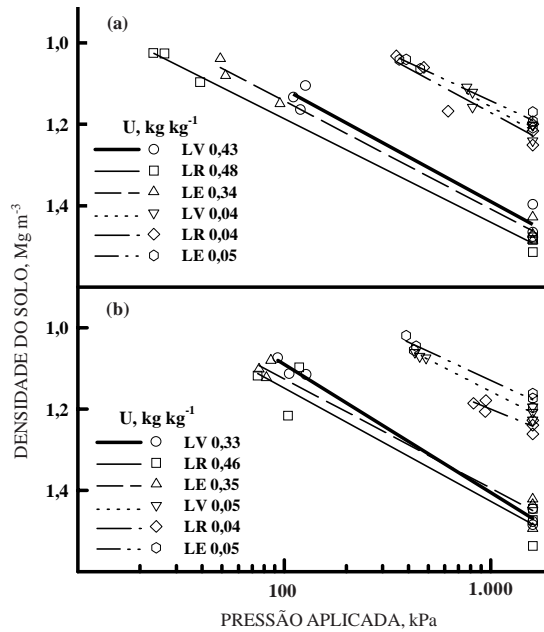 (a)
1,0
1,2
1,4
U, kg kg-1
LV 0,43
LR 0,48
LE 0,34
LV 0,04
LR 0,04
LE 0,05
DENSIDADE DO SOLO, Mg m-3
(b)
1,0
1,2
1,4
U, kg kg-1
LV 0,33
LR 0,46
LE 0,35
LV 0,05
LR 0,04
LE 0,05
100
1.000
PRESSÃO APLICADA, kPa